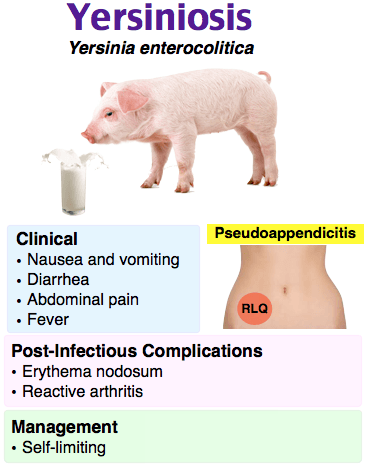 Yersiniosis
Yersinia enterocolitica
Clinical
• Nausea and vomiting
• Diarrhea
• Abdominal pain
• Fever
Pseudoappendicitis
RLQ
Post-Infectious Complications
• Erythema nodosum
• Reactive arthritis
Management
• Self-limiting